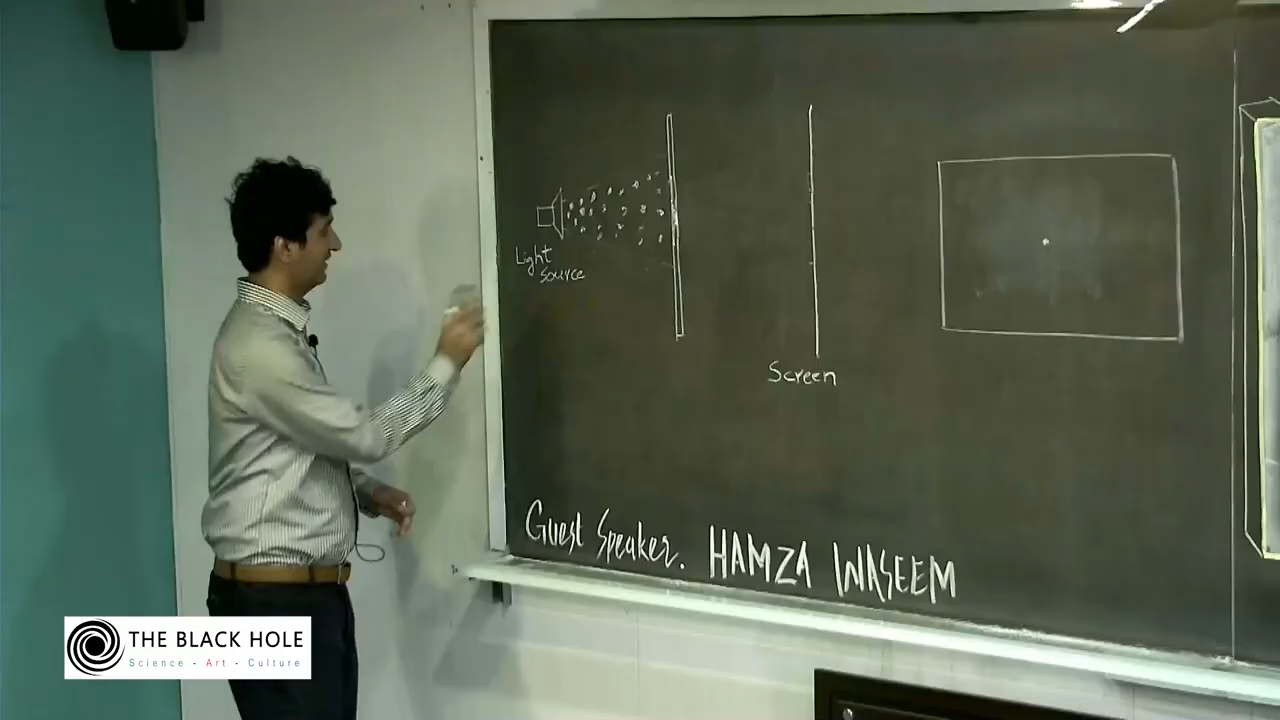 Light
source
Screen
Guest Speaker. HAMZA WASEEM
THE BLACK HOLE
Science - Art - Culture